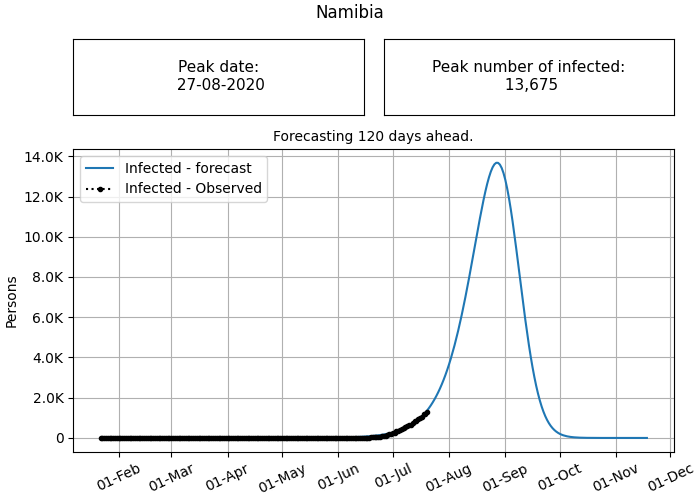 Namibia
Peak date:
27-08-2020
Peak number of infected:
13,675
Forecasting 120 days ahead.
14.0K
12.0K
10.0K
8.0K
6.0K
4.0K
2.0K
0
Persons
Infected - forecast
Infected - Observed
01-Feb
01-Mar
01-Apr
01-May
01-Jun
01-Jul
01-Aug
01-Sep
01-Oct
01-Nov
01-Dec